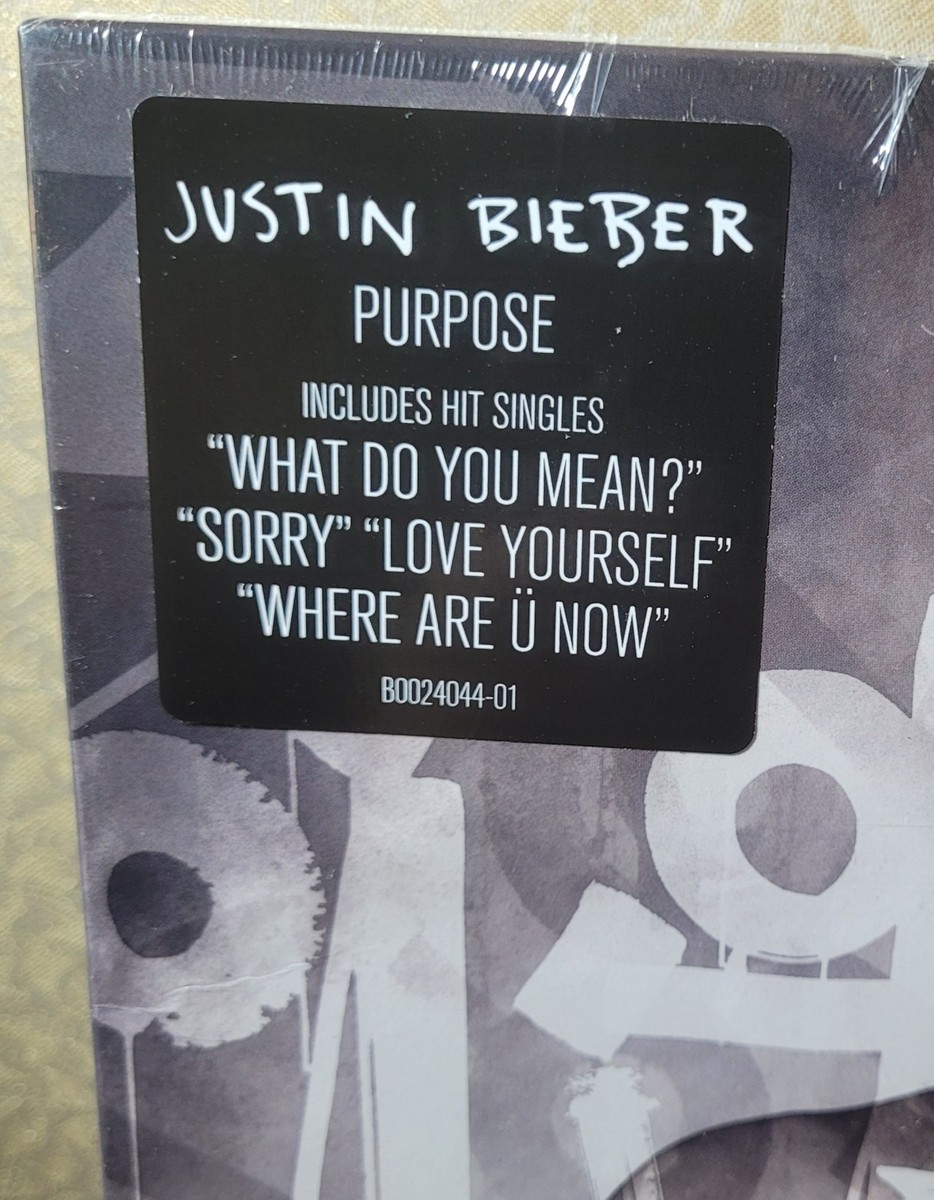 JUSTIN BIEBER
PURPOSE
INCLUDES HIT SINGLES
“WHAT DO YOU MEAN?”
“SORRY” “LOVE YOURSELF”
“WHERE ARE Ü NOW”
B0024044-01